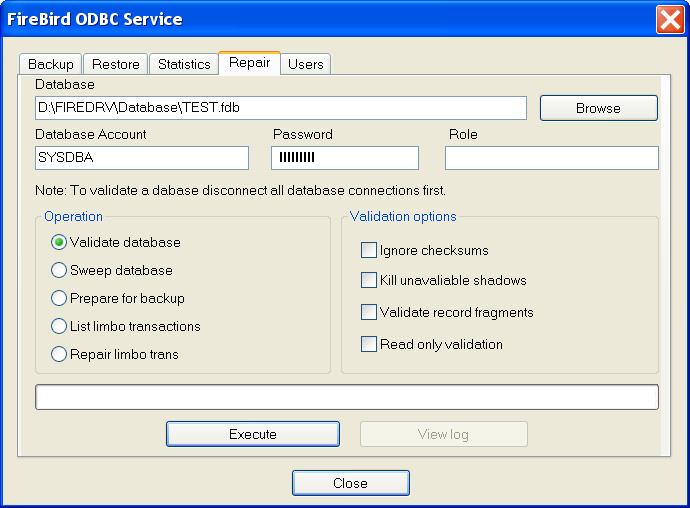 FireBird ODBC Service
Backup Restore Statistics Repair Users
Database
D:\FIREDRV\Database\TEST.fdb
Browse
Database Account Password Role
SYSDBA
Note: To validate a dabase disconnect all database connections first.
Operation
Validate database
Sweep database
Prepare for backup
List limbo transactions
Repair limbo trans
Validation options
Ignore checksums
Kill unavaliable shadows
Validate record fragments
Read only validation
Execute
View log
Close